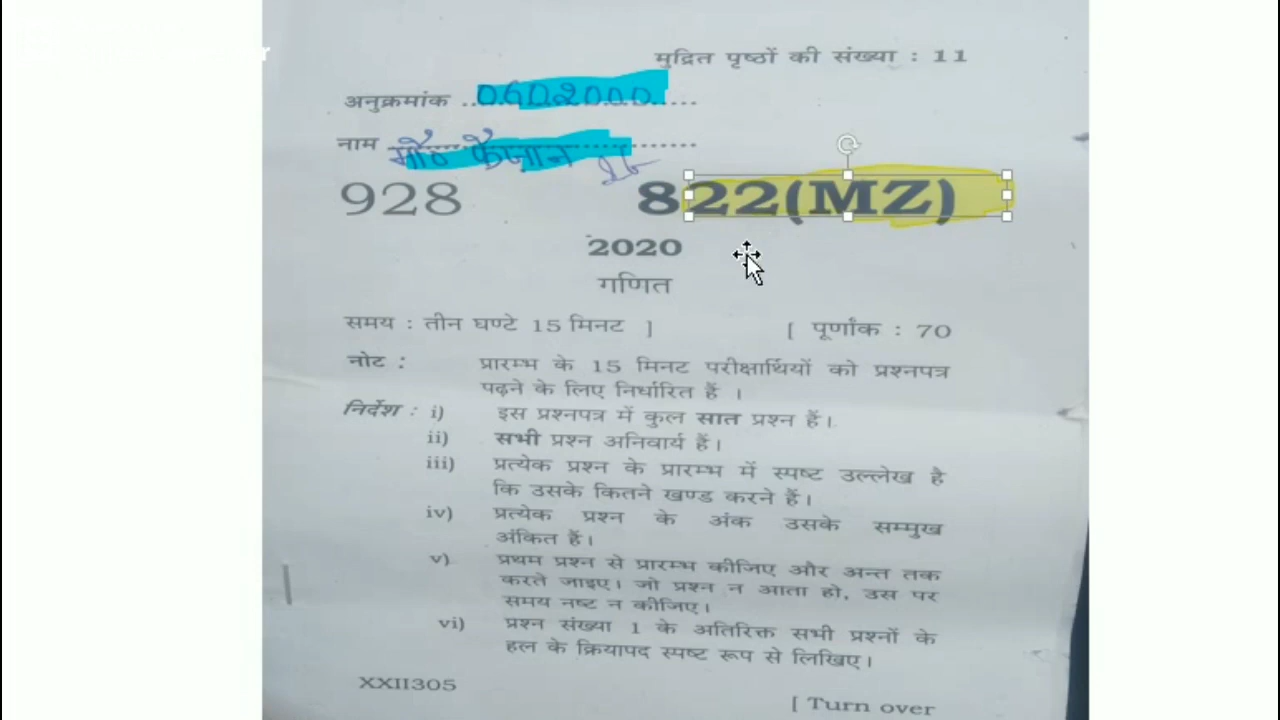 मुद्रित पृष्ठों की संख्या : 11
अनुक्रमांक 0602000
नाम मौ० फैजान
928 822(MZ)
2020
गणित
समय : तीन घण्टे 15 मिनट ] [ पूर्णांक : 70
नोट : प्रारम्भ के 15 मिनट परीक्षार्थियों को प्रश्नपत्र
पढ़ने के लिए निर्धारित हैं ।
निर्देश : i) इस प्रश्नपत्र में कुल सात प्रश्न हैं।
ii) सभी प्रश्न अनिवार्य हैं।
iii) प्रत्येक प्रश्न के प्रारम्भ में स्पष्ट उल्लेख है
कि उसके कितने खण्ड करने हैं।
iv) प्रत्येक प्रश्न के अंक उसके सम्मुख
अंकित हैं।
v) प्रथम प्रश्न से प्रारम्भ कीजिए और अन्त तक
करते जाइए। जो प्रश्न न आता हो, उस पर
समय नष्ट न कीजिए।
vi) प्रश्न संख्या 1 के अतिरिक्त सभी प्रश्नों के
हल के क्रियापद स्पष्ट रूप से लिखिए।
XXII305
[ Turn over